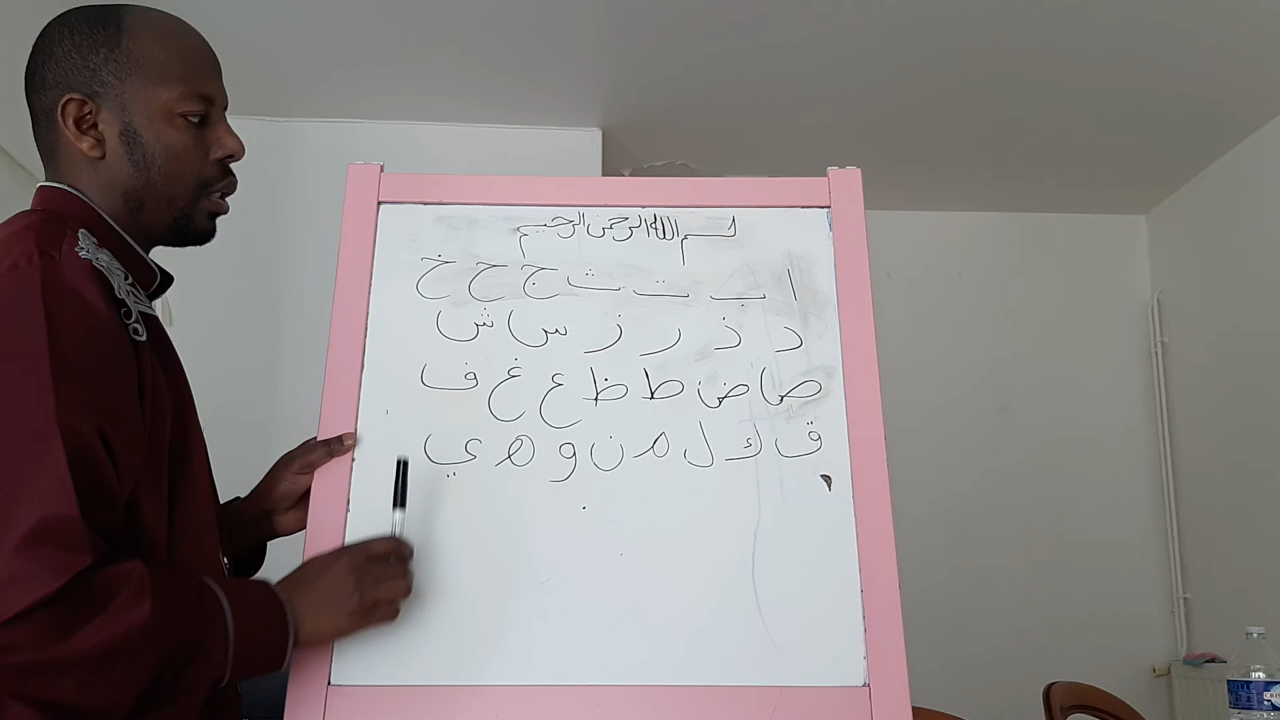 بسم الله الرحمن الرحيم
ا ب ت ث ج ح خ
د ذ ر ز س ش
ص ض ط ظ ع غ ف
ق ك ل م ن و ه ي